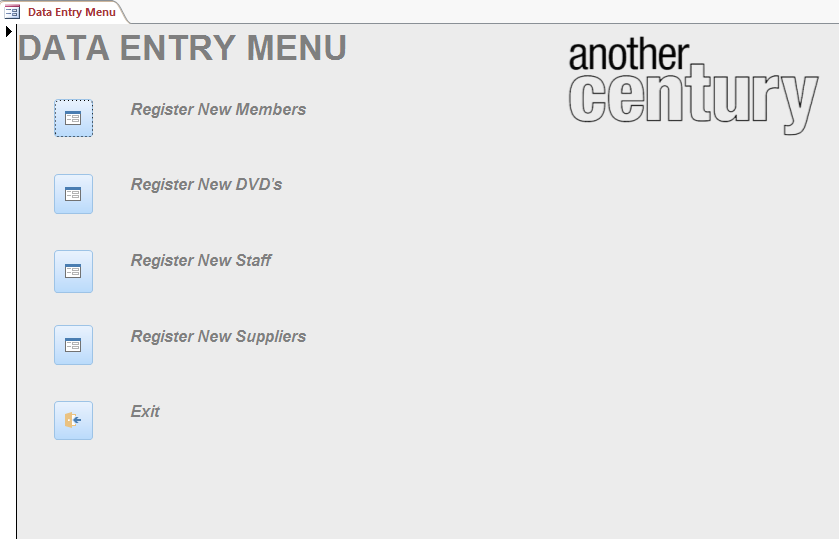 Data Entry Menu
DATA ENTRY MENU
another
century
Register New Members
Register New DVD's
Register New Staff
Register New Suppliers
Exit